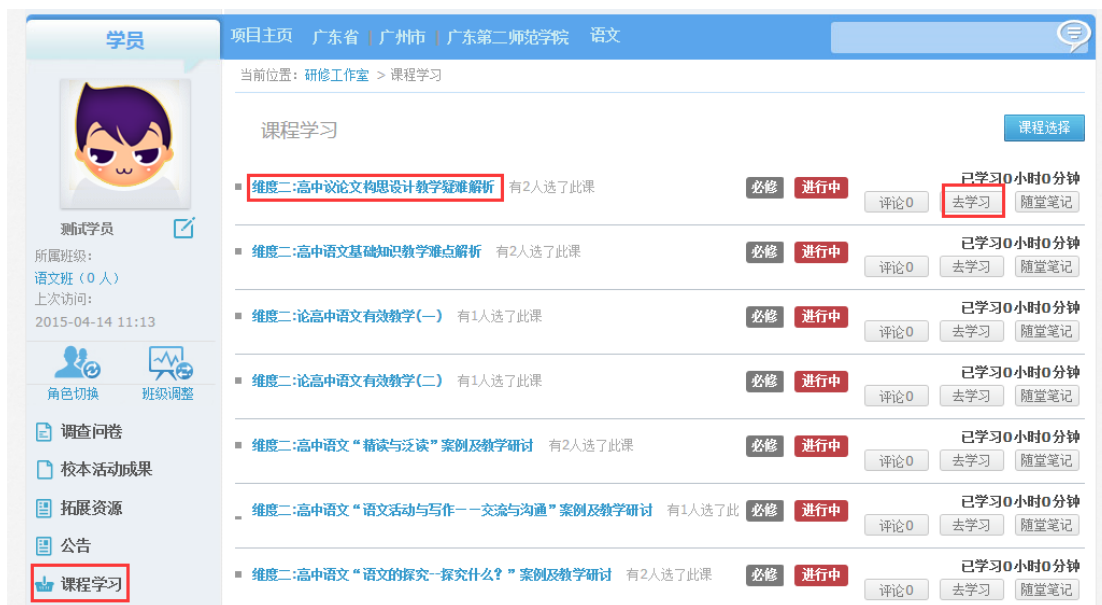 学员
项目主页 广东省 | 广州市 | 广东第二师范学院 语文
当前位置：研修工作室 > 课程学习
课程学习
课程选择
维度二:高中议论文构思设计教学疑难解析 有2人选了此课 必修 进行中 已学习0小时0分钟
评论0 去学习 随堂笔记
维度二:高中语文基础知识教学难点解析 有2人选了此课 必修 进行中 已学习0小时0分钟
评论0 去学习 随堂笔记
维度二:论高中语文有效教学(一) 有1人选了此课 必修 进行中 已学习0小时0分钟
评论0 去学习 随堂笔记
维度二:论高中语文有效教学(二) 有1人选了此课 必修 进行中 已学习0小时0分钟
评论0 去学习 随堂笔记
维度二:高中语文“精读与泛读”案例及教学研讨 有2人选了此课 必修 进行中 已学习0小时0分钟
评论0 去学习 随堂笔记
维度二:高中语文“语文活动与写作－－交流与沟通”案例及教学研讨 有1人选了此 必修 进行中 已学习0小时0分钟
评论0 去学习 随堂笔记
维度二:高中语文“语文的探究--探究什么？”案例及教学研讨 有2人选了此课 必修 进行中 已学习0小时0分钟
评论0 去学习 随堂笔记
测试学员
所属班级：
语文班（0 人）
上次访问：
2015-04-14 11:13
角色切换 班级调整
调查问卷
校本活动成果
拓展资源
公告
课程学习